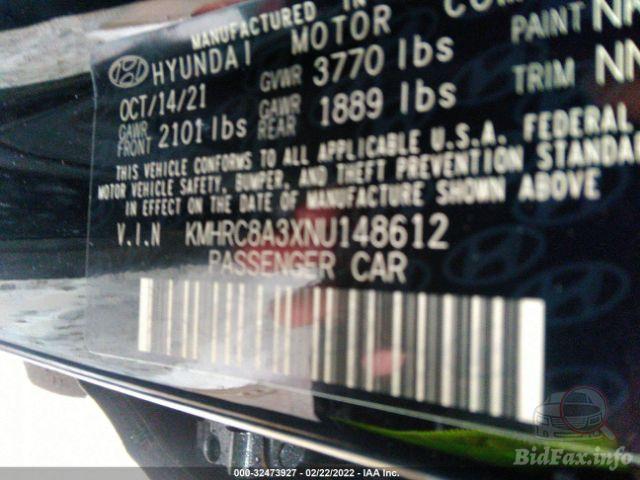 MANUFACTURED IN
HYUNDAI MOTOR
OCT/14/21 GVWR 3770 lbs PAINT
GAWR FRONT 2101 lbs GAWR REAR 1889 lbs TRIM
THIS VEHICLE CONFORMS TO ALL APPLICABLE U.S.A. FEDERAL
MOTOR VEHICLE SAFETY, BUMPER, AND THEFT PREVENTION
IN EFFECT ON THE DATE OF MANUFACTURE SHOWN ABOVE
V.I.N KMHRC8A3XNU148612
PASSENGER CAR
BidFax.info
000-32473927 - 02/22/2022 - IAA Inc.